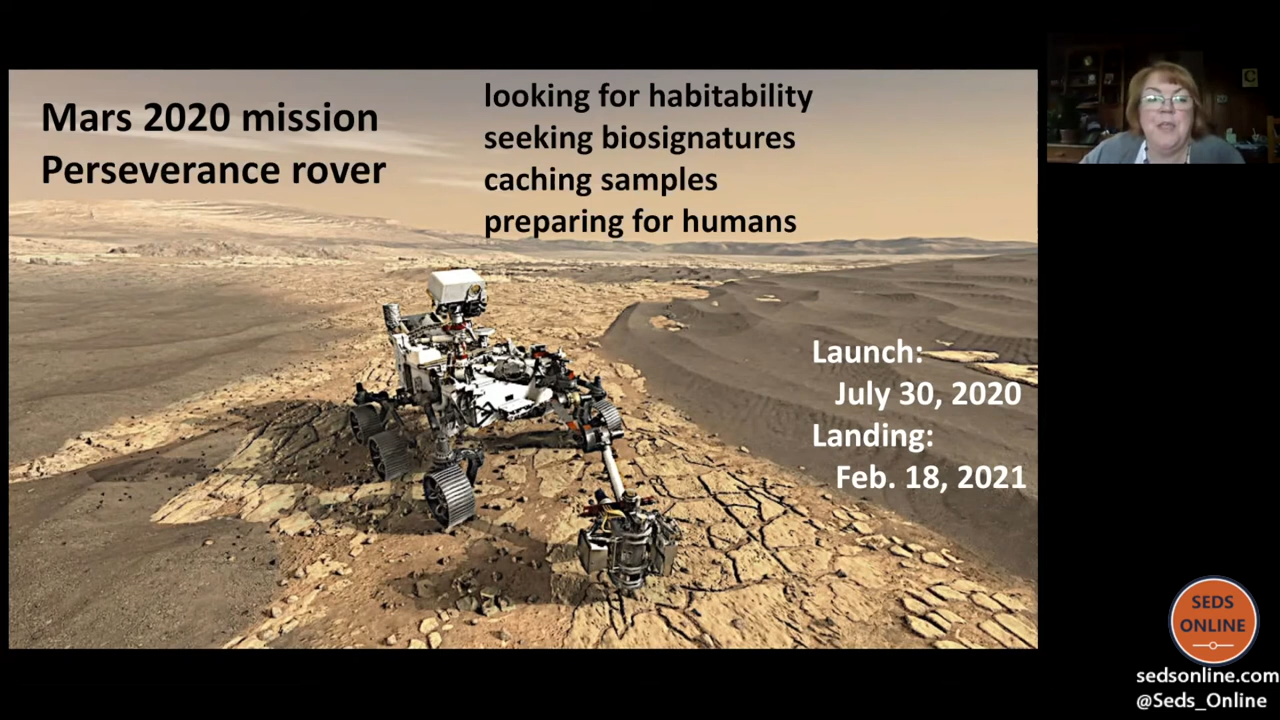 Mars 2020 mission
Perseverance rover
looking for habitability
seeking biosignatures
caching samples
preparing for humans
Launch:
July 30, 2020
Landing:
Feb. 18, 2021
SEDS
ONLINE
sedsonline.com
@Seds_Online